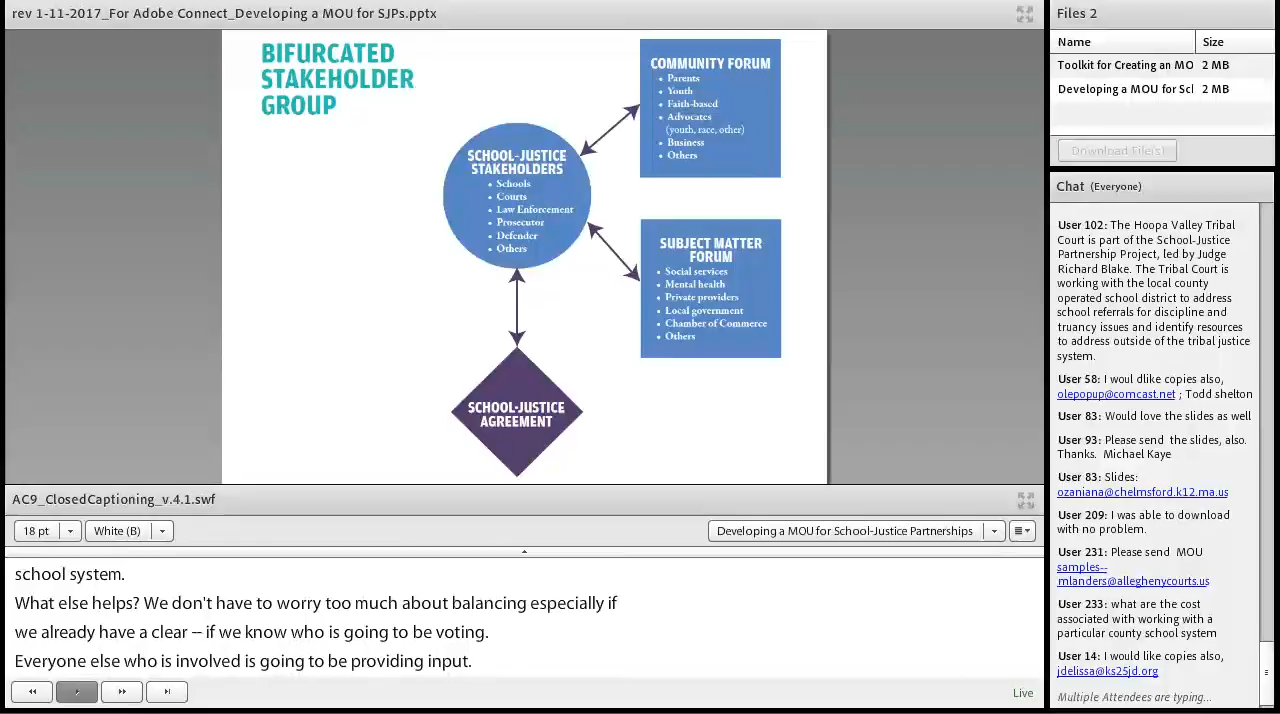 rev 1-11-2017_For Adobe Connect_Developing a MOU for SJPs.pptx
BIFURCATED
STAKEHOLDER
GROUP
COMMUNITY FORUM
• Parents
• Youth
• Faith-based
• Advocates
(youth, race, other)
• Business
• Others
SCHOOL-JUSTICE
STAKEHOLDERS
• Schools
• Courts
• Law Enforcement
• Prosecutor
• Defender
• Others
SUBJECT MATTER
FORUM
• Social services
• Mental health
• Private providers
• Local government
• Chamber of Commerce
• Others
SCHOOL-JUSTICE
AGREEMENT
AC9_ClosedCaptioning_v.4.1.swf
18 pt
White (B)
Developing a MOU for School-Justice Partnerships
school system.
What else helps? We don't have to worry too much about balancing especially if
we already have a clear -- if we know who is going to be voting.
Everyone else who is involved is going to be providing input.
Live
Files 2
Name Size
Toolkit for Creating an MO 2 MB
Developing a MOU for Scl 2 MB
Download File(s)
Chat (Everyone)
User 102: The Hoopa Valley Tribal
Court is part of the School-Justice
Partnership Project, led by Judge
Richard Blake. The Tribal Court is
working with the local county
operated school district to address
school referrals for discipline and
truancy issues and identify resources
to address outside of the tribal justice
system.
User 58: I woul dlike copies also,
olepopup@comcast.net ; Todd shelton
User 83: Would love the slides as well
User 93: Please send the slides, also.
Thanks. Michael Kaye
User 83: Slides:
ozaniana@chelmsford.k12.ma.us
User 209: I was able to download
with no problem.
User 231: Please send MOU
samples--
mlanders@alleghenycourts.us
User 233: what are the cost
associated with working with a
particular county school system
User 14: I would like copies also,
jdelissa@ks25jd.org
Multiple Attendees are typing...